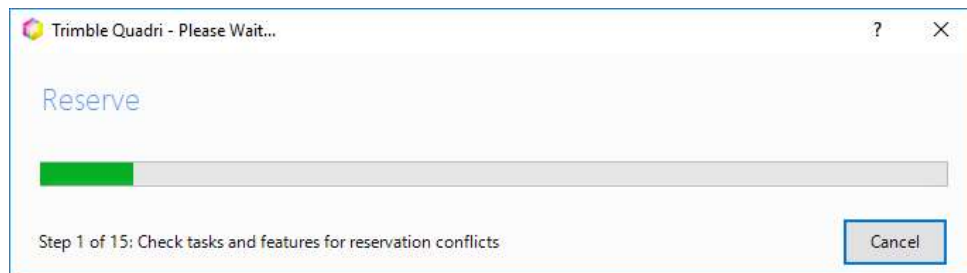 Trimble Quadri - Please Wait...
?
Reserve
Step 1 of 15: Check tasks and features for reservation conflicts
Cancel